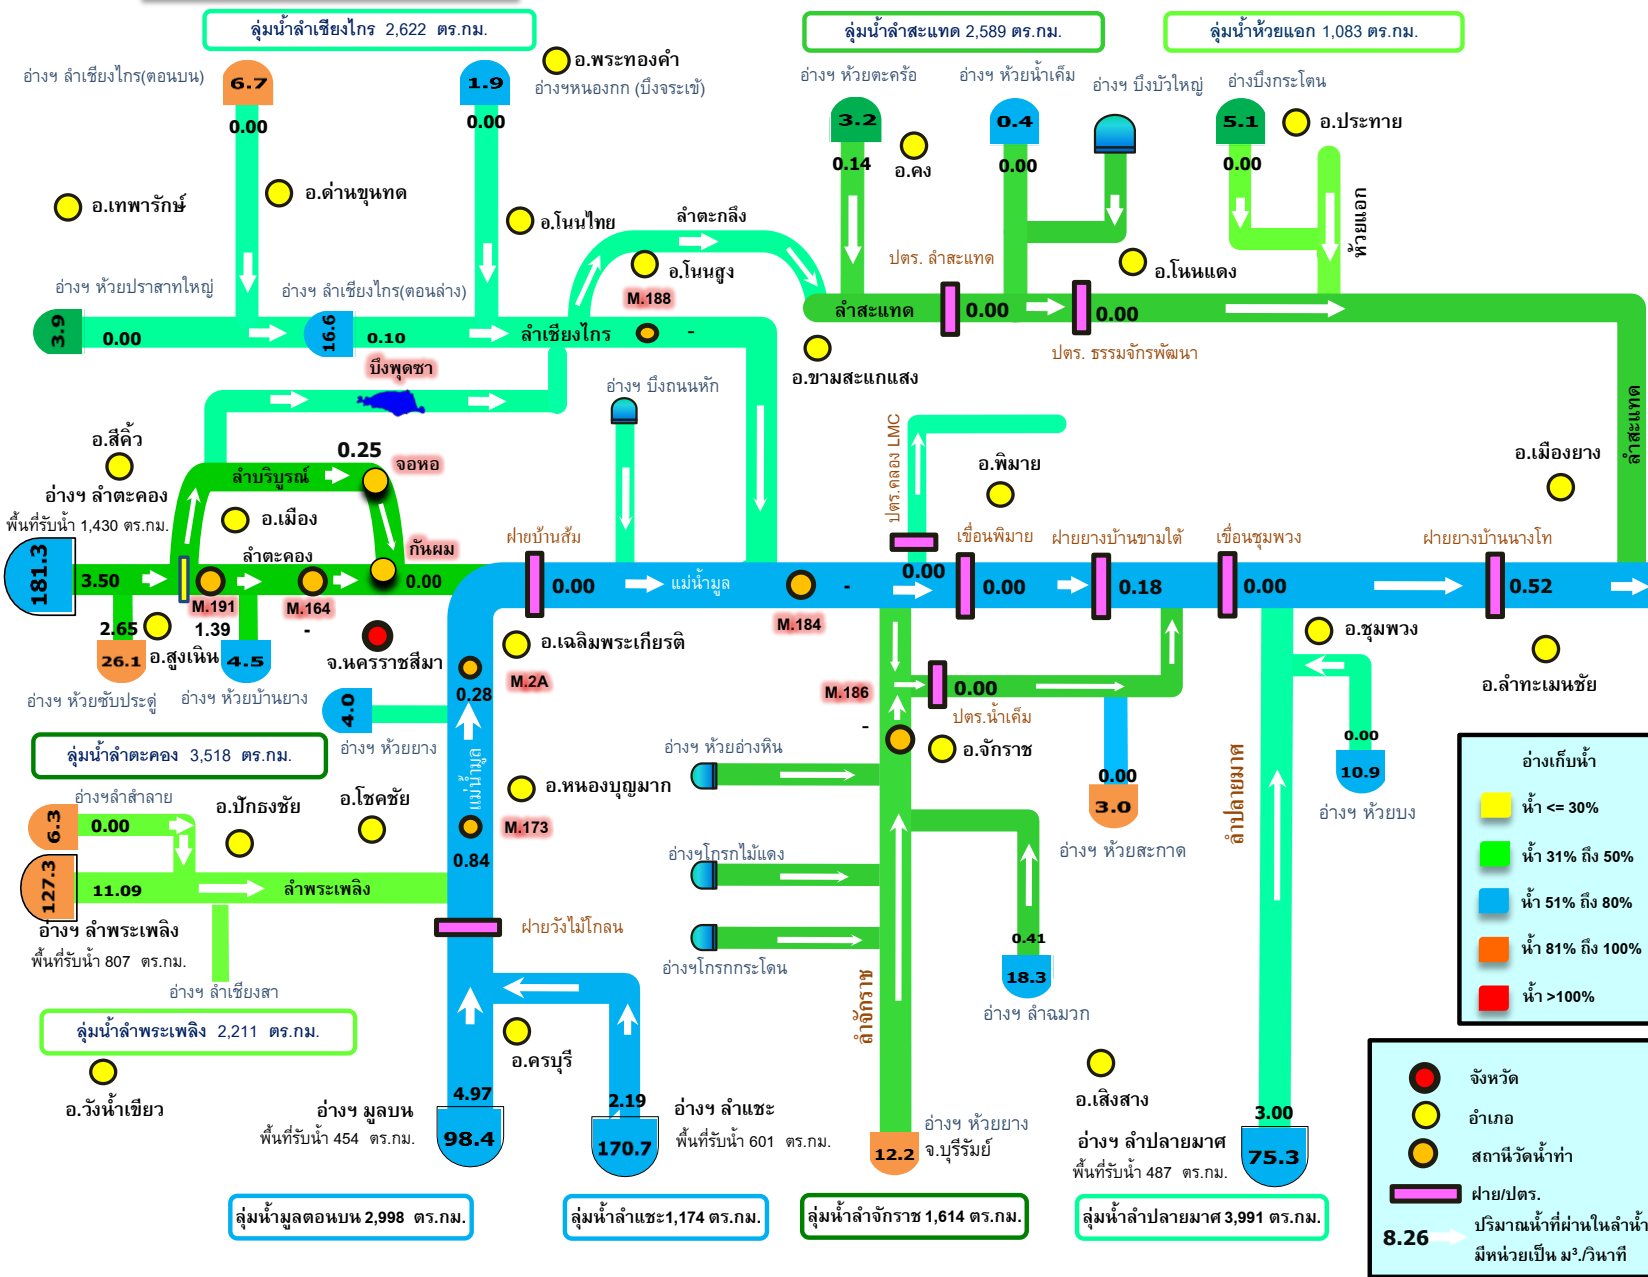 ลุ่มน้ำลำเชียงไกร 2,622 ตร.กม.
ลุ่มน้ำลำสะแทด 2,589 ตร.กม.
ลุ่มน้ำห้วยแอก 1,083 ตร.กม.
อ่างฯ ลำเชียงไกร(ตอนบน)
6.7
0.00
1.9
0.00
อ.พระทองคำ
อ่างฯหนองกก (บึงจระเข้)
อ่างฯ ห้วยตะคร้อ
3.2
0.14
อ.คง
อ่างฯ ห้วยน้ำเค็ม
0.4
0.00
อ่างฯ บึงบัวใหญ่
อ่างบึงกระโตน
5.1
0.00
อ.ประทาย
ห้วยแอก
อ.เทพารักษ์
อ.ด่านขุนทด
อ.โนนไทย
ลำตะกลึง
อ.โนนสูง
M.188
ปตร. ลำสะแทด
อ.โนนแดง
อ่างฯ ห้วยปราสาทใหญ่
3.9
0.00
อ่างฯ ลำเชียงไกร(ตอนล่าง)
16.6
0.10
ลำเชียงไกร
-
ลำสะแทด
0.00
0.00
ปตร. ธรรมจักรพัฒนา
อ.ขามสะแกแสง
บึงพุดซา
อ่างฯ บึงถนนหัก
ลำสะแทด
อ.สีคิ้ว
0.25
ลำบริบูรณ์
จอหอ
อ่างฯ ลำตะคอง
พื้นที่รับน้ำ 1,430 ตร.กม.
อ.เมือง
ลำตะคอง
กันผม
181.3
3.50
M.191
1.39
M.164
-
0.00
2.65
26.1
อ.สูงเนิน
4.5
จ.นครราชสีมา
อ่างฯ ห้วยซับประดู่
อ่างฯ ห้วยบ้านยาง
ปตร.คลอง LMC
อ.พิมาย
อ.เมืองยาง
ฝายบ้านส้ม
0.00
แม่น้ำมูล
M.184
-
0.00
เขื่อนพิมาย
0.00
ฝายยางบ้านขามใต้
0.18
เขื่อนชุมพวง
0.00
ฝายยางบ้านนางโท
0.52
อ.เฉลิมพระเกียรติ
M.2A
0.28
4.0
อ่างฯ ห้วยยาง
M.186
-
0.00
ปตร.น้ำเค็ม
อ.จักราช
อ.ชุมพวง
อ.ลำทะเมนชัย
ลุ่มน้ำลำตะคอง 3,518 ตร.กม.
แม่น้ำมูล
อ.หนองบุญมาก
M.173
0.84
อ่างฯ ห้วยอ่างหิน
0.00
3.0
อ่างฯ ห้วยสะกาด
ลำปลายมาศ
0.00
10.9
อ่างฯ ห้วยบง
อ่างฯลำสำลาย
6.3
0.00
อ.ปักธงชัย
อ.โชคชัย
127.3
11.09
ลำพระเพลิง
อ่างฯ ลำพระเพลิง
พื้นที่รับน้ำ 807 ตร.กม.
อ่างฯ ลำเชียงสา
อ่างฯโกรกไม้แดง
ฝายวังไม้โกลน
อ่างฯโกรกกระโดน
0.41
18.3
อ่างฯ ลำฉมวก
ลำจักราช
ลุ่มน้ำลำพระเพลิง 2,211 ตร.กม.
อ.วังน้ำเขียว
อ.ครบุรี
4.97
98.4
อ่างฯ มูลบน
พื้นที่รับน้ำ 454 ตร.กม.
2.19
170.7
อ่างฯ ลำแชะ
พื้นที่รับน้ำ 601 ตร.กม.
12.2
อ่างฯ ห้วยยาง
จ.บุรีรัมย์
อ.เสิงสาง
3.00
75.3
อ่างฯ ลำปลายมาศ
พื้นที่รับน้ำ 487 ตร.กม.
ลุ่มน้ำมูลตอนบน 2,998 ตร.กม.
ลุ่มน้ำลำแชะ1,174 ตร.กม.
ลุ่มน้ำลำจักราช 1,614 ตร.กม.
ลุ่มน้ำลำปลายมาศ 3,991 ตร.กม.
อ่างเก็บน้ำ
น้ำ <= 30%
น้ำ 31% ถึง 50%
น้ำ 51% ถึง 80%
น้ำ 81% ถึง 100%
น้ำ >100%
จังหวัด
อำเภอ
สถานีวัดน้ำท่า
ฝาย/ปตร.
8.26
ปริมาณน้ำที่ผ่านในลำน้ำ
มีหน่วยเป็น ม³./วินาที